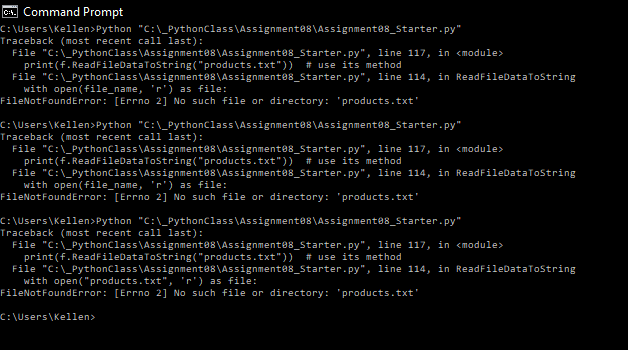 Command Prompt
C:\Users\Kellen>Python "C:\_PythonClass\Assignment08\Assignment08_Starter.py"
Traceback (most recent call last):
  File "C:\_PythonClass\Assignment08\Assignment08_Starter.py", line 117, in <module>
    print(f.ReadFileDataToString("products.txt"))  # use its method
  File "C:\_PythonClass\Assignment08\Assignment08_Starter.py", line 114, in ReadFileDataToString
    with open(file_name, 'r') as file:
FileNotFoundError: [Errno 2] No such file or directory: 'products.txt'

C:\Users\Kellen>Python "C:\_PythonClass\Assignment08\Assignment08_Starter.py"
Traceback (most recent call last):
  File "C:\_PythonClass\Assignment08\Assignment08_Starter.py", line 117, in <module>
    print(f.ReadFileDataToString("products.txt"))  # use its method
  File "C:\_PythonClass\Assignment08\Assignment08_Starter.py", line 114, in ReadFileDataToString
    with open(file_name, 'r') as file:
FileNotFoundError: [Errno 2] No such file or directory: 'products.txt'

C:\Users\Kellen>Python "C:\_PythonClass\Assignment08\Assignment08_Starter.py"
Traceback (most recent call last):
  File "C:\_PythonClass\Assignment08\Assignment08_Starter.py", line 117, in <module>
    print(f.ReadFileDataToString("products.txt"))  # use its method
  File "C:\_PythonClass\Assignment08\Assignment08_Starter.py", line 114, in ReadFileDataToString
    with open("products.txt", 'r') as file:
FileNotFoundError: [Errno 2] No such file or directory: 'products.txt'

C:\Users\Kellen>